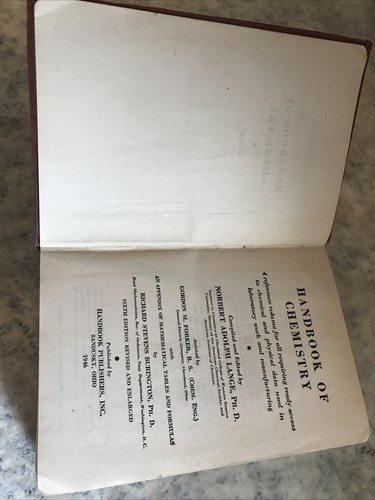 HANDBOOK OF
CHEMISTRY
A reference volume for all requiring ready access
to chemical and physical data used in
laboratory work and manufacturing
Compiled and Edited by
NORBERT ADOLPH LANGE, Ph. D.
Assisted by
GORDON M. FORKER, B. S. (CHEM. ENG.)
with
AN APPENDIX OF MATHEMATICAL TABLES AND FORMULAS
by
RICHARD STEVENS BURINGTON, Ph. D.
SIXTH EDITION REVISED AND ENLARGED
Published by
HANDBOOK PUBLISHERS, INC.
SANDUSKY, OHIO
1946